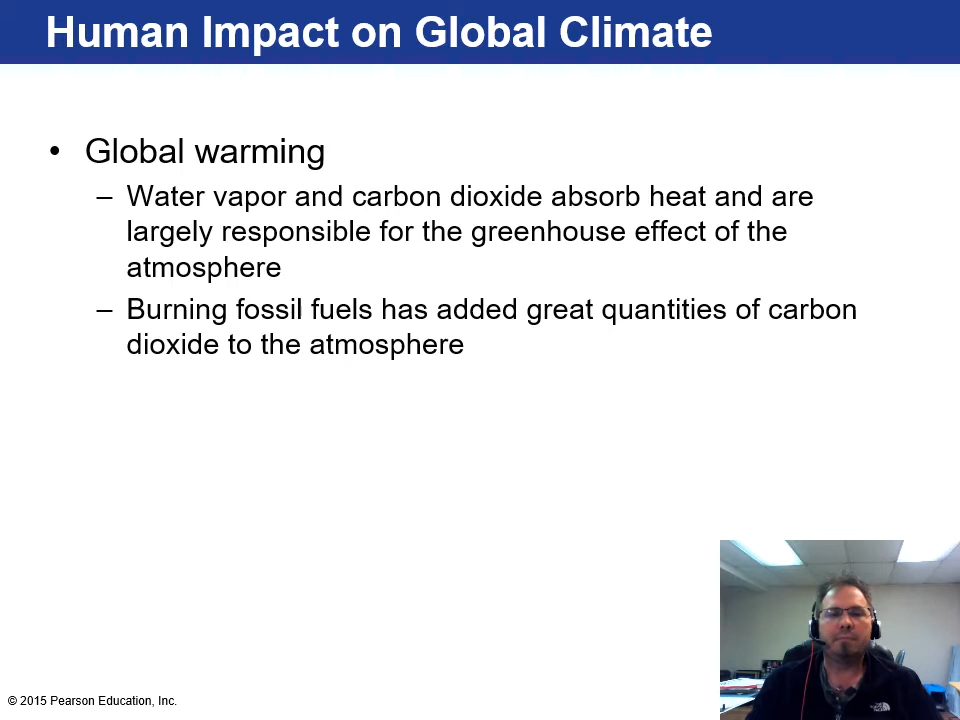 Human Impact on Global Climate
• Global warming
– Water vapor and carbon dioxide absorb heat and are
largely responsible for the greenhouse effect of the
atmosphere
– Burning fossil fuels has added great quantities of carbon
dioxide to the atmosphere
© 2015 Pearson Education, Inc.